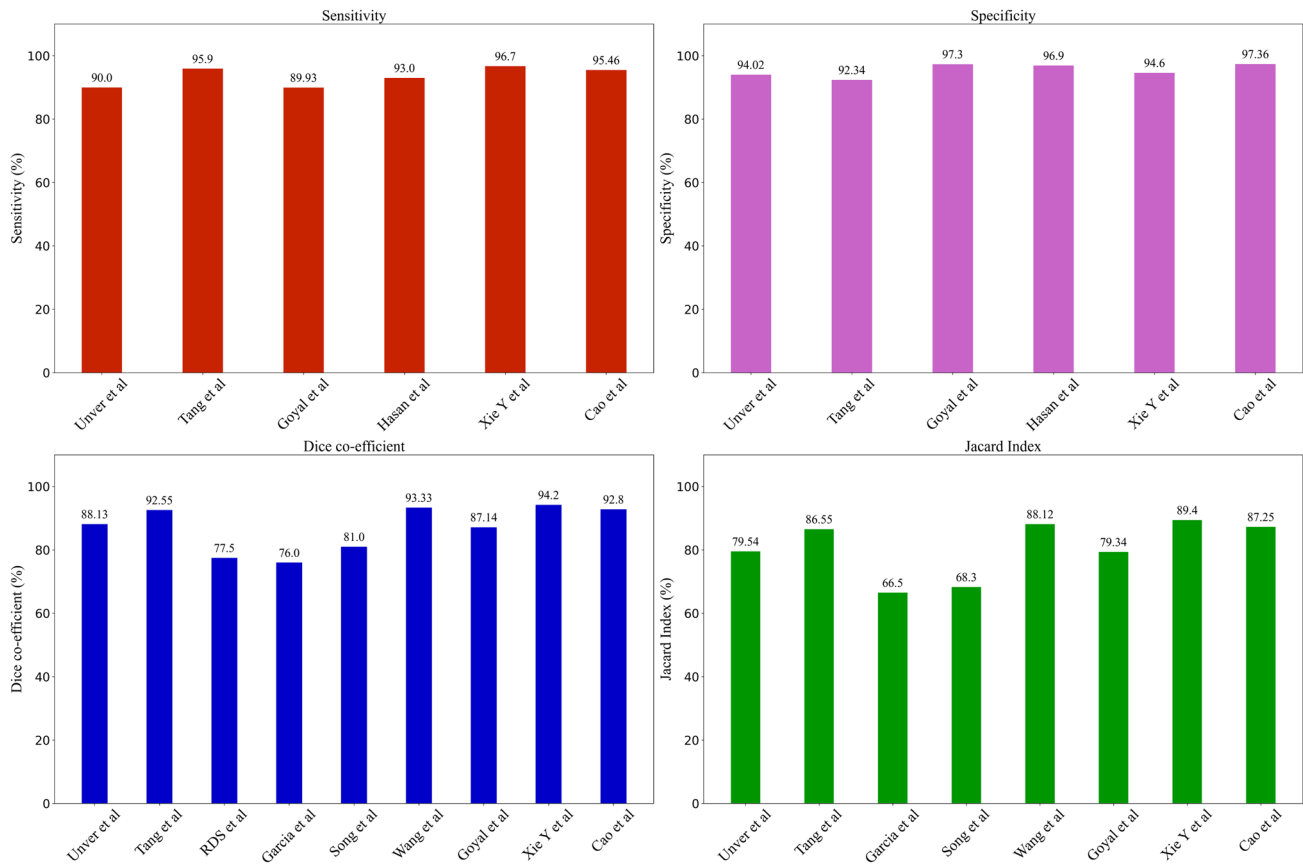 Sensitivity
Sensitivity (%)
100
80
60
40
20
0
90.0
95.9
89.93
93.0
96.7
95.46
Unver et al
Tang et al
Goyal et al
Hasan et al
Xie Y et al
Cao et al
Specificity
Specificity (%)
100
80
60
40
20
0
94.02
92.34
97.3
96.9
94.6
97.36
Unver et al
Tang et al
Goyal et al
Hasan et al
Xie Y et al
Cao et al
Dice co-efficient
Dice co-efficient (%)
100
80
60
40
20
0
88.13
92.55
77.5
76.0
81.0
93.33
87.14
94.2
92.8
Unver et al
Tang et al
RDS et al
Garcia et al
Song et al
Wang et al
Goyal et al
Xie Y et al
Cao et al
Jacard Index
Jacard Index (%)
100
80
60
40
20
0
79.54
86.55
66.5
68.3
88.12
79.34
89.4
87.25
Unver et al
Tang et al
Garcia et al
Song et al
Wang et al
Goyal et al
Xie Y et al
Cao et al